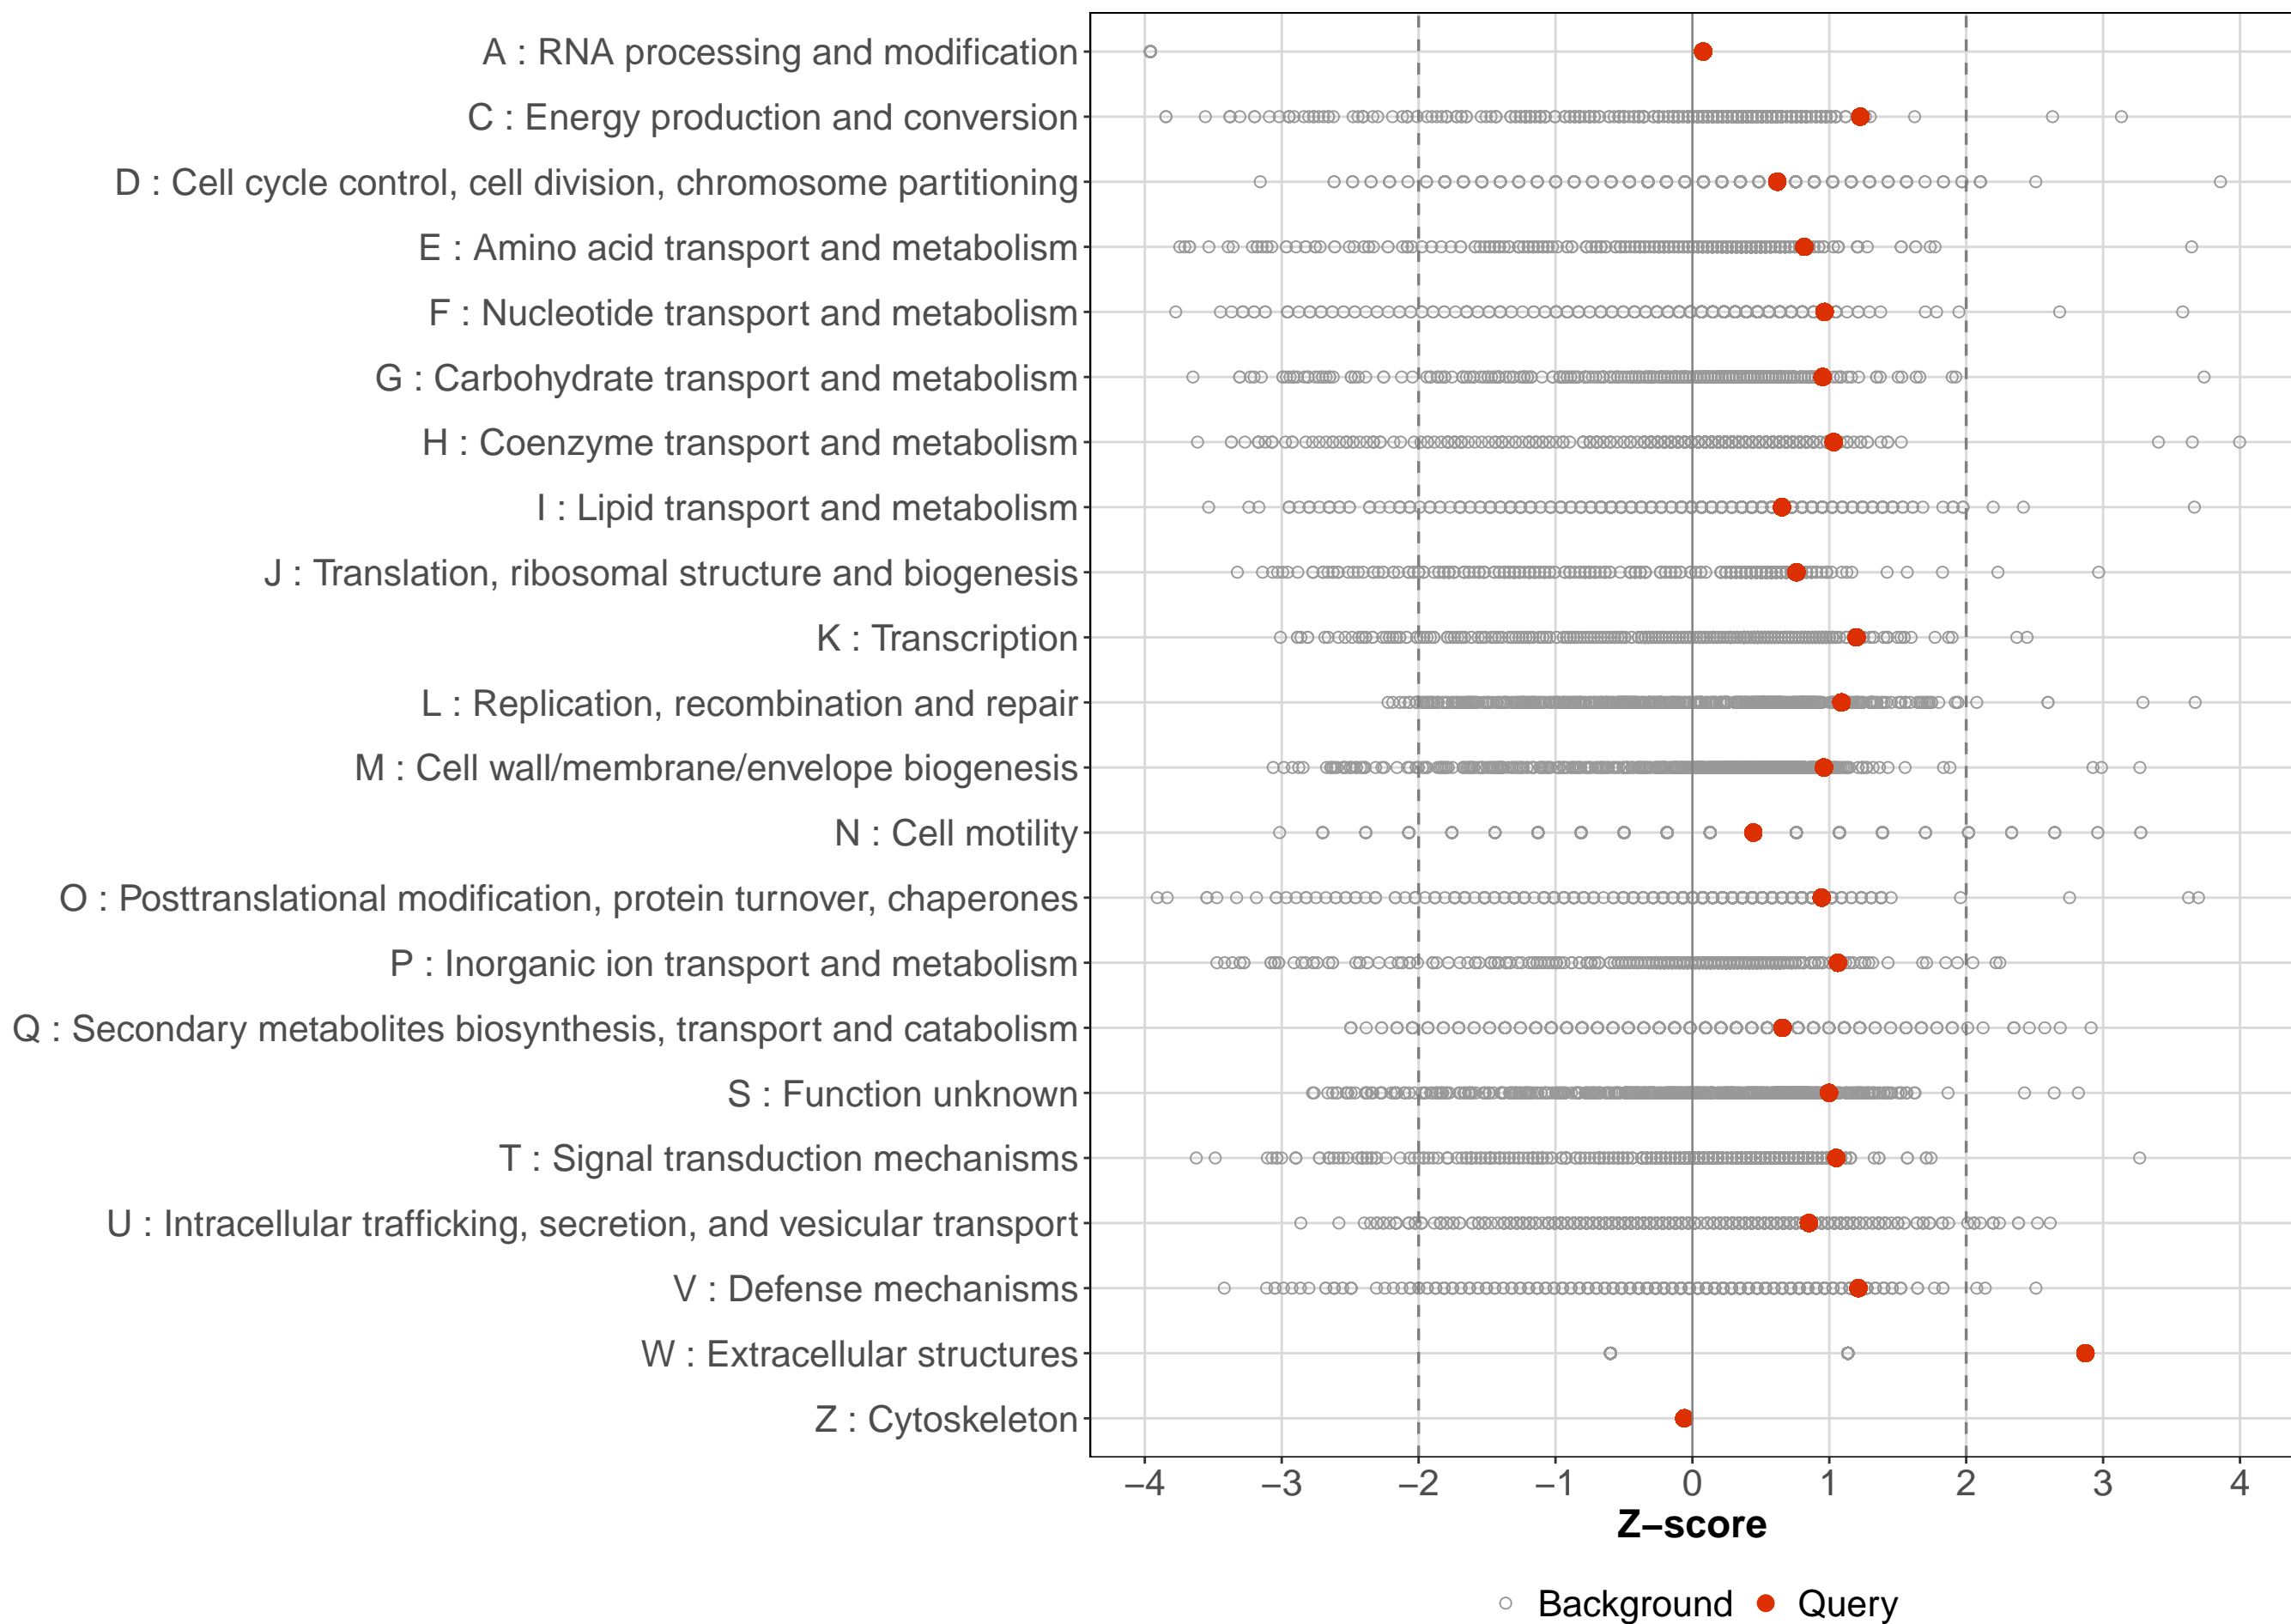 A : RNA processing and modification
C : Energy production and conversion
D : Cell cycle control, cell division, chromosome partitioning
E : Amino acid transport and metabolism
F : Nucleotide transport and metabolism
G : Carbohydrate transport and metabolism
H : Coenzyme transport and metabolism
I : Lipid transport and metabolism
J : Translation, ribosomal structure and biogenesis
K : Transcription
L : Replication, recombination and repair
M : Cell wall/membrane/envelope biogenesis
N : Cell motility
O : Posttranslational modification, protein turnover, chaperones
P : Inorganic ion transport and metabolism
Q : Secondary metabolites biosynthesis, transport and catabolism
S : Function unknown
T : Signal transduction mechanisms
U : Intracellular trafficking, secretion, and vesicular transport
V : Defense mechanisms
W : Extracellular structures
Z : Cytoskeleton
−4 −3 −2 −1 0 1 2 3 4
Z−score
Background Query